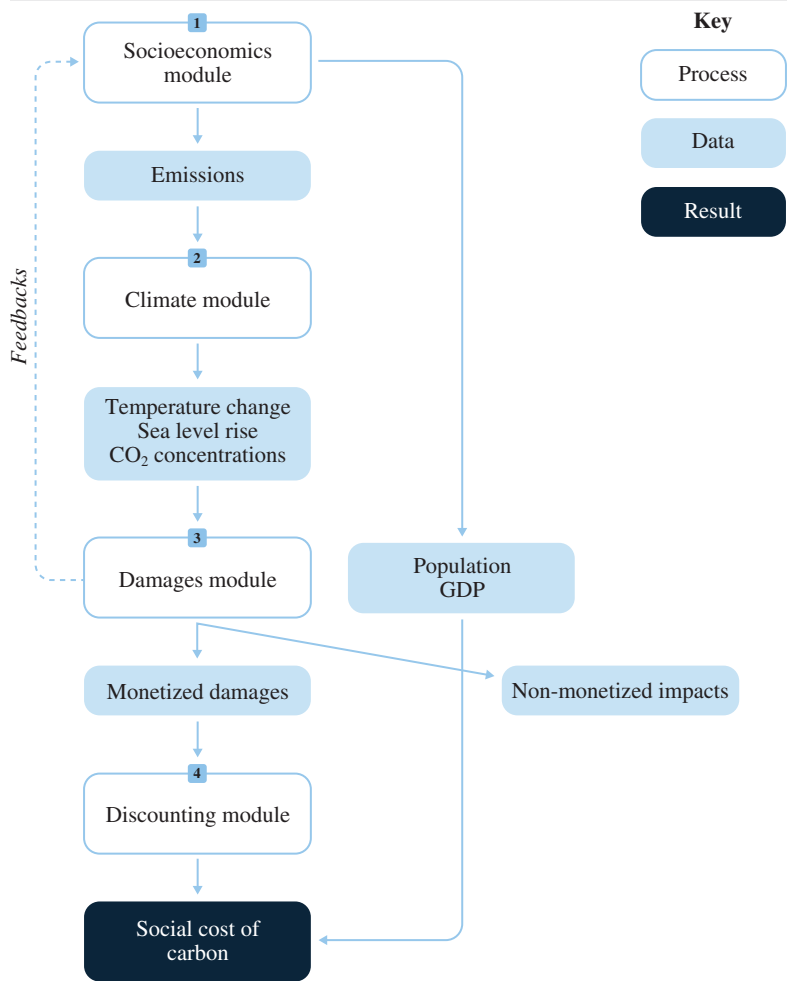 1
Socioeconomics
module
Key
Process
Data
Result
Emissions
2
Climate module
Feedbacks
Temperature change
Sea level rise
CO₂ concentrations
3
Damages module
Population
GDP
Monetized damages
Non-monetized impacts
4
Discounting module
Social cost of
carbon